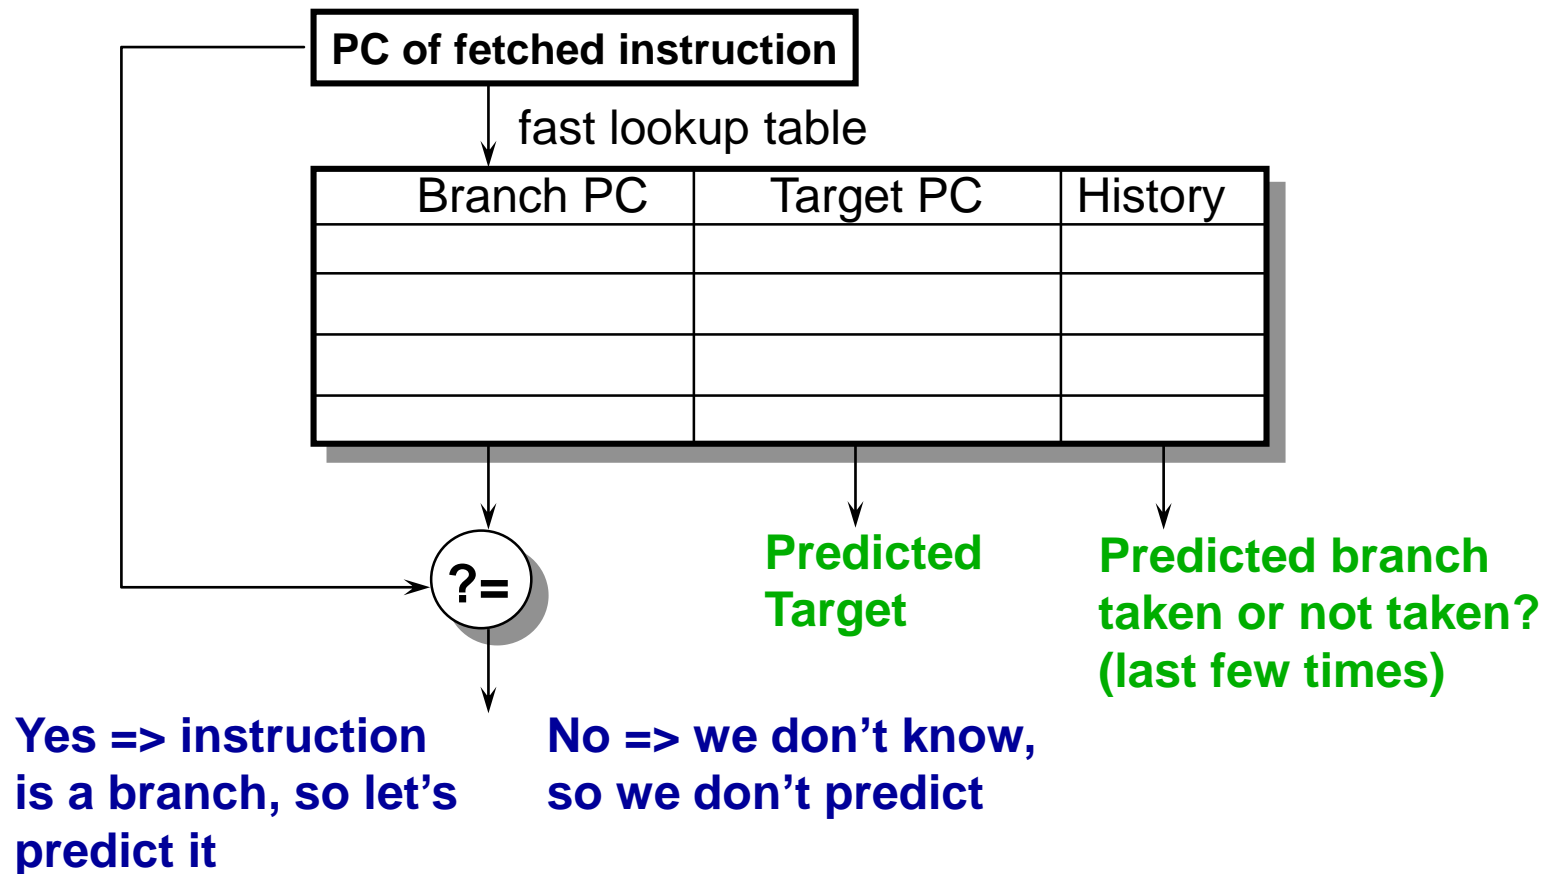 PC of fetched instruction
fast lookup table
Branch PC Target PC History
?=
Predicted
Target
Predicted branch
taken or not taken?
(last few times)
Yes => instruction
is a branch, so let’s
predict it
No => we don’t know,
so we don’t predict